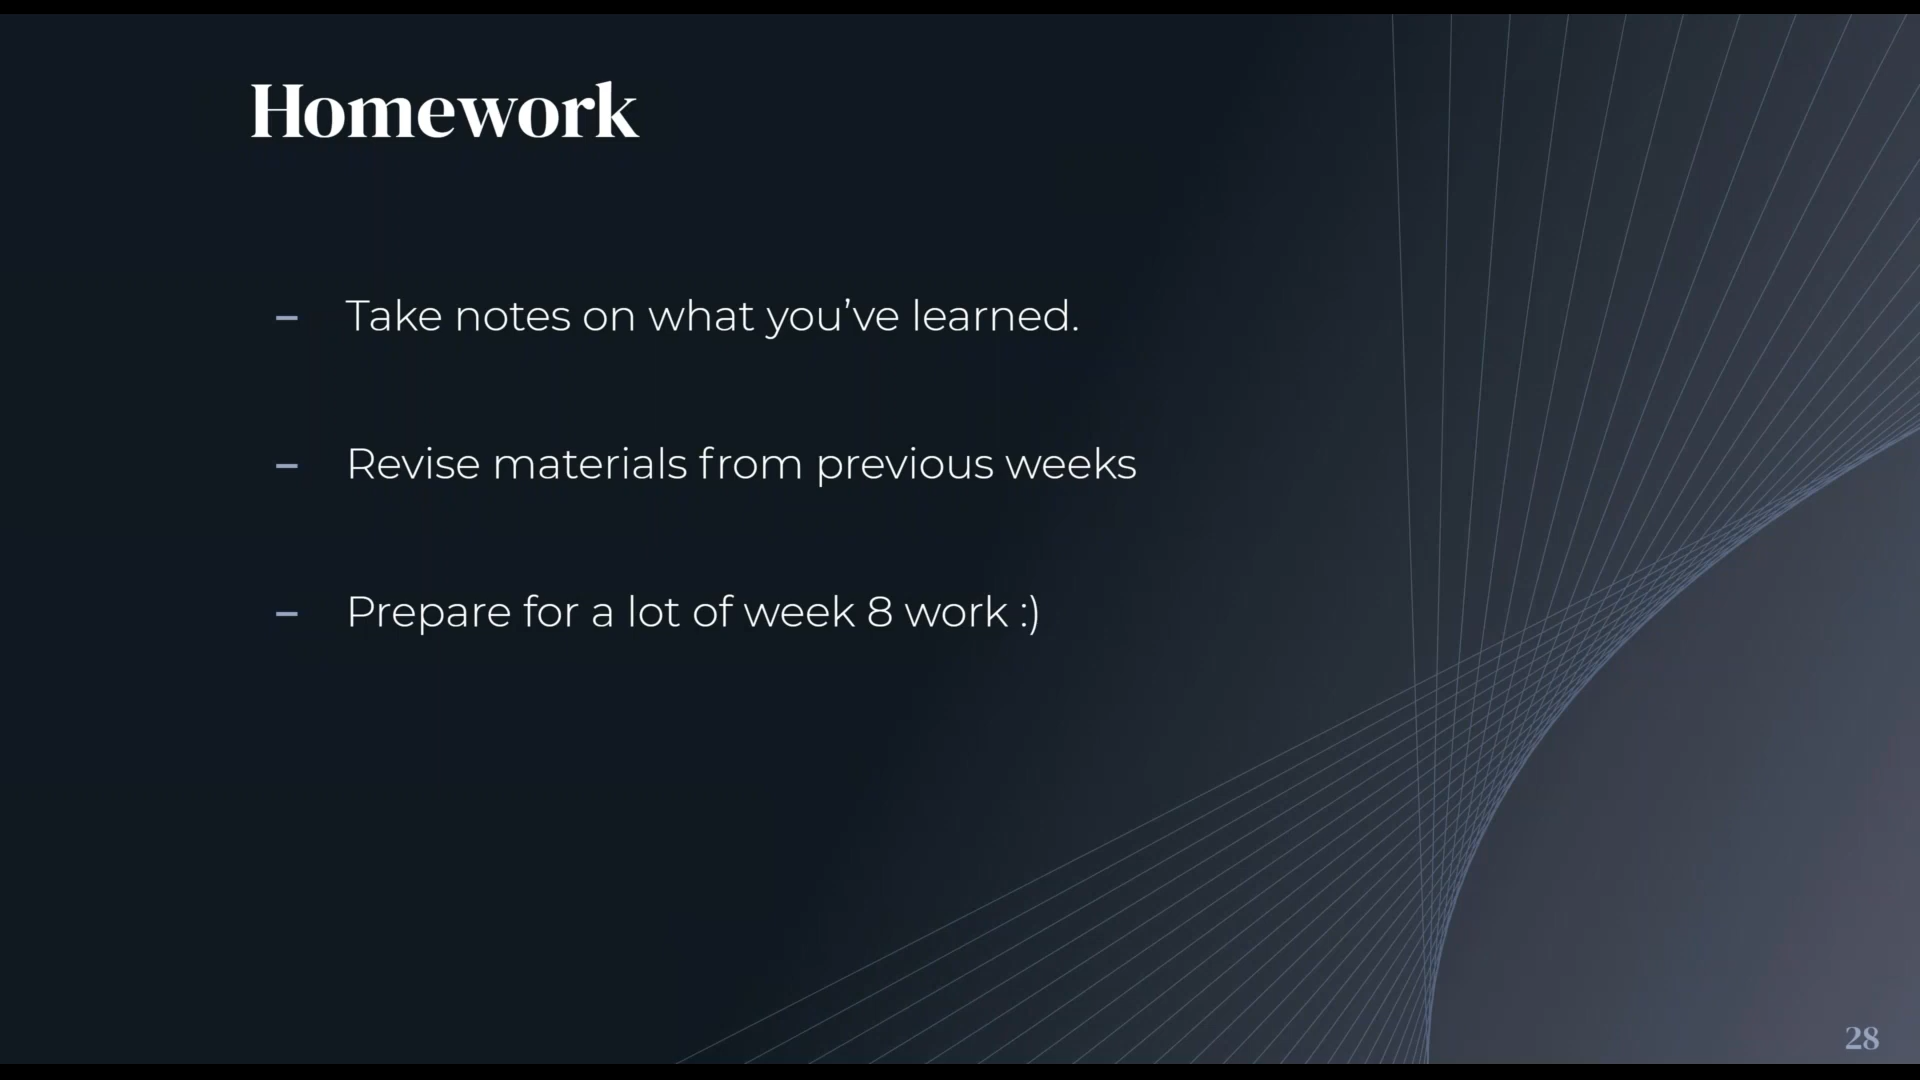 Homework
– Take notes on what you’ve learned.
– Revise materials from previous weeks
– Prepare for a lot of week 8 work :)
28